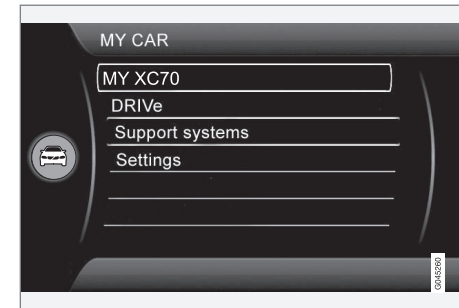 MY CAR
MY XC70
DRIVe
Support systems
Settings
G045260